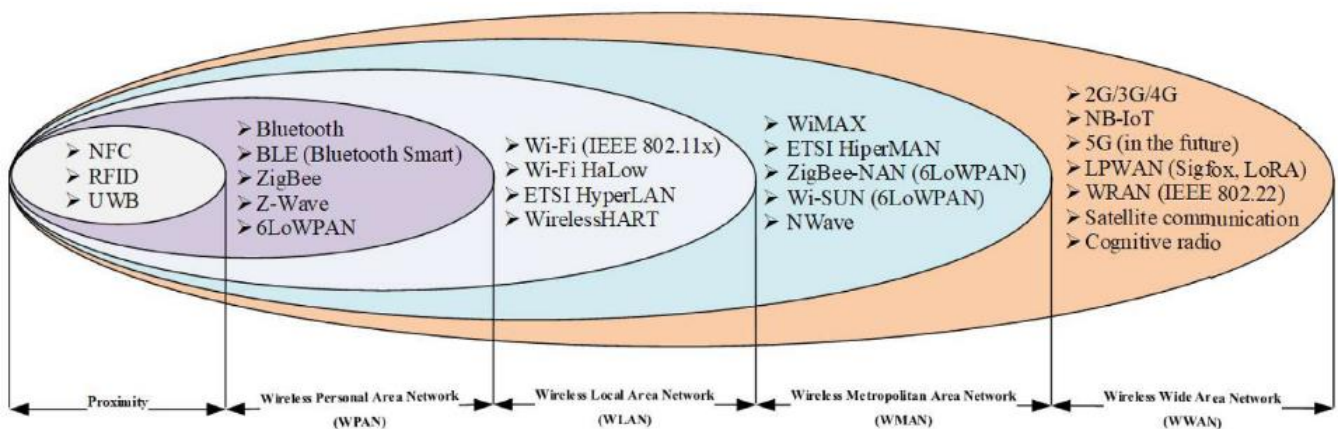 ➤ NFC
➤ RFID
➤ UWB
➤ Bluetooth
➤ BLE (Bluetooth Smart)
➤ ZigBee
➤ Z-Wave
➤ 6LoWPAN
➤ Wi-Fi (IEEE 802.11x)
➤ Wi-Fi HaLow
➤ ETSI HyperLAN
➤ WirelessHART
➤ WiMAX
➤ ETSI HiperMAN
➤ ZigBee-NAN (6LoWPAN)
➤ Wi-SUN (6LoWPAN)
➤ NWave
➤ 2G/3G/4G
➤ NB-IoT
➤ 5G (in the future)
➤ LPWAN (Sigfox, LoRA)
➤ WRAN (IEEE 802.22)
➤ Satellite communication
➤ Cognitive radio
Proximity
Wireless Personal Area Network
(WPAN)
Wireless Local Area Network
(WLAN)
Wireless Metropolitan Area Network
(WMAN)
Wireless Wide Area Network
(WWAN)